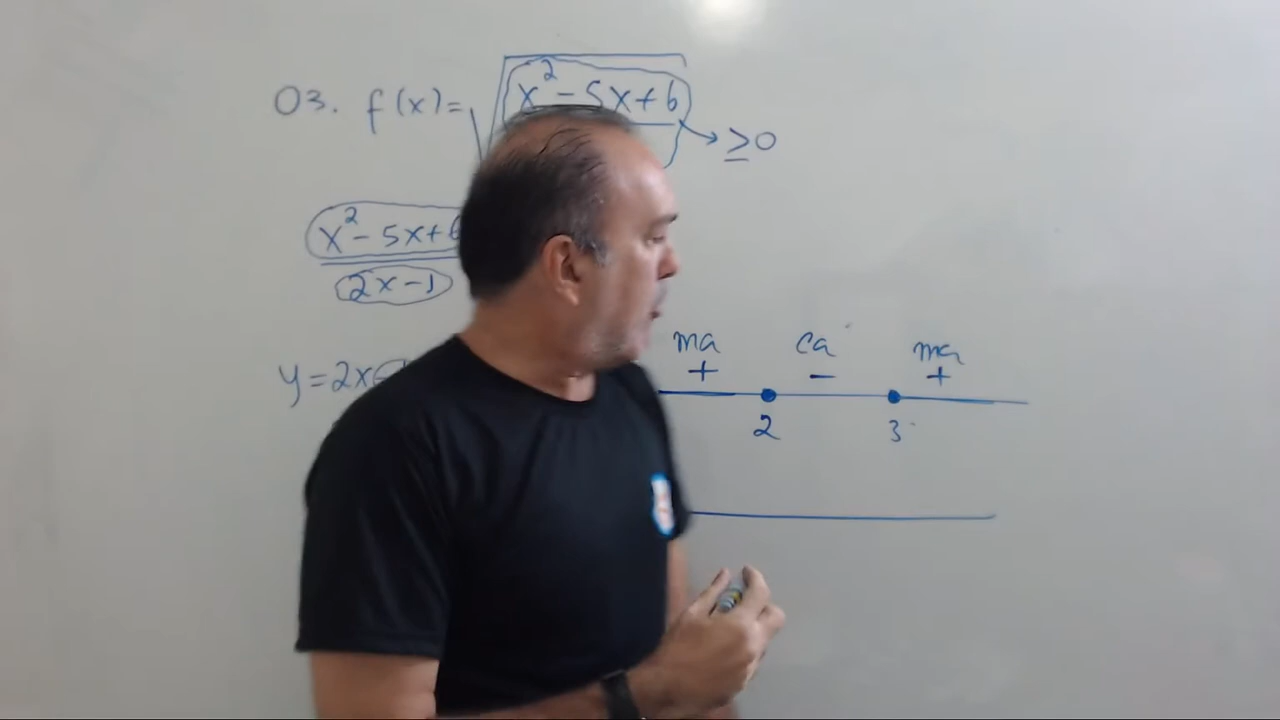 03. f(x)= √ x² - 5x+6
→ ≥0
x² - 5x+6
2x-1
ma ca ma
+ - +
y=2x-
2 3